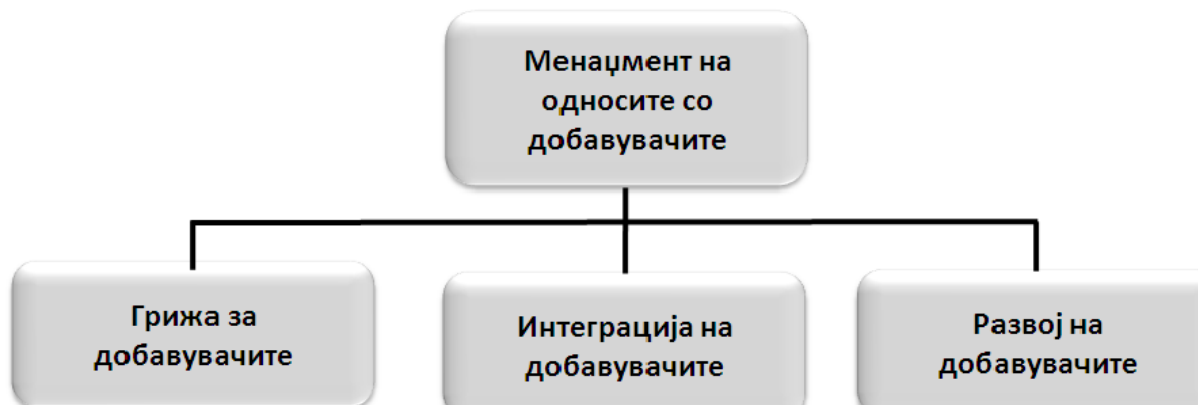 Менаџмент на
односите со
добавувачите
Грижа за
добавувачите
Интеграција на
добавувачите
Развој на
добавувачите